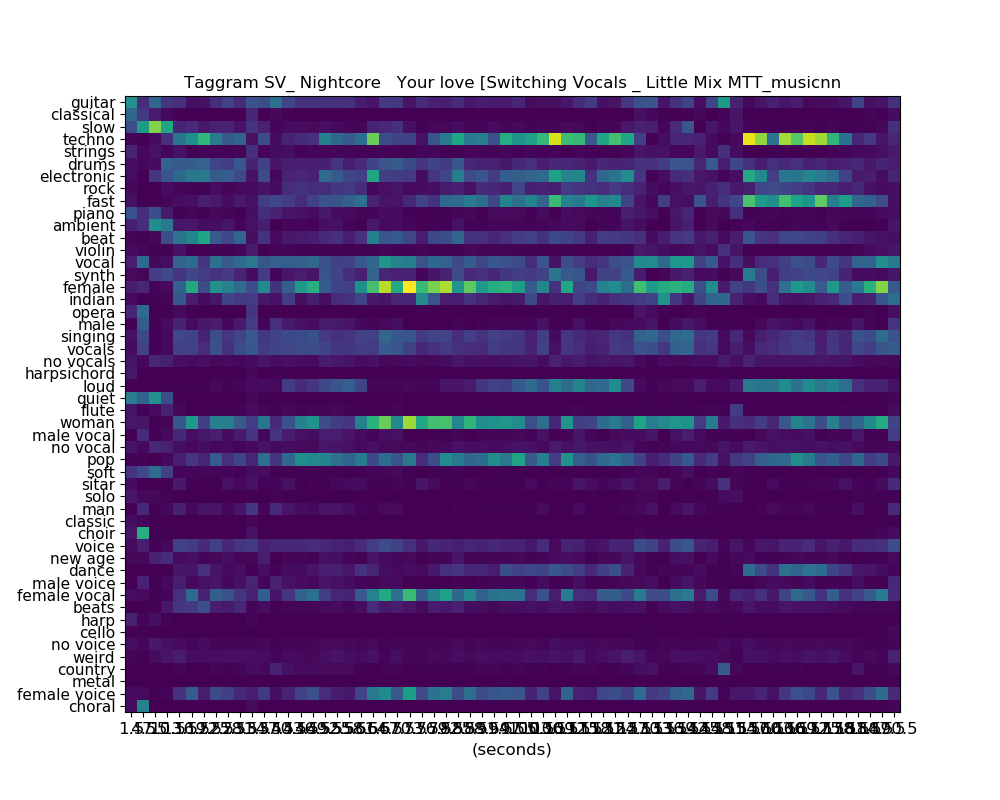 Taggram SV_ Nightcore   Your love [Switching Vocals _ Little Mix MTT_musicnn
guitar
classical
slow
techno
strings
drums
electronic
rock
fast
piano
ambient
beat
violin
vocal
synth
female
indian
opera
male
singing
vocals
no vocals
harpsichord
loud
quiet
flute
woman
male vocal
no vocal
pop
soft
sitar
solo
man
classic
choir
voice
new age
dance
male voice
female vocal
beats
harp
cello
no voice
weird
country
metal
female voice
choral
(seconds)